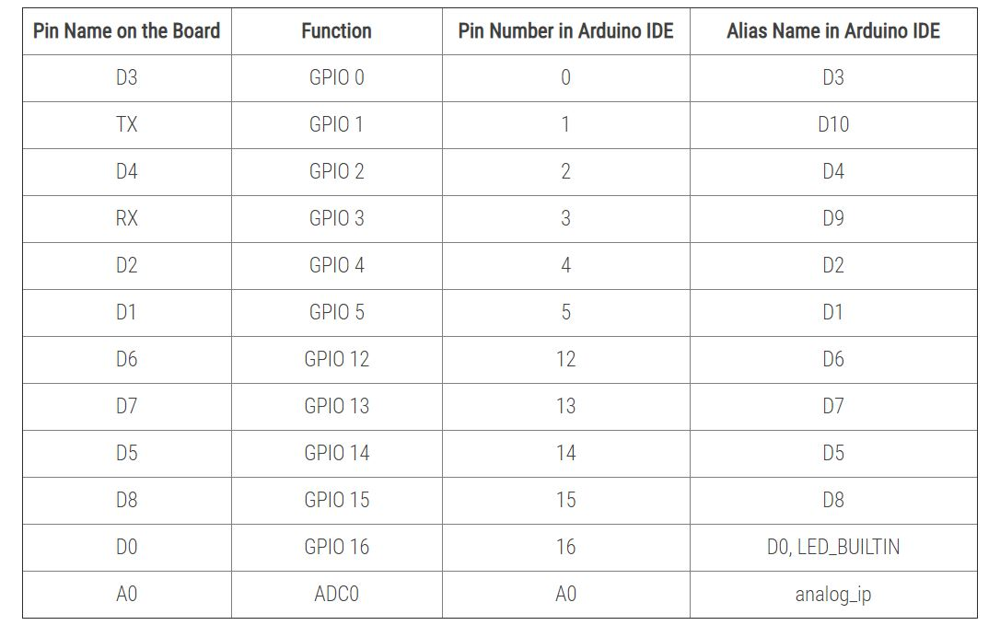 Pin Name on the Board Function Pin Number in Arduino IDE Alias Name in Arduino IDE
D3 GPIO 0 0 D3
TX GPIO 1 1 D10
D4 GPIO 2 2 D4
RX GPIO 3 3 D9
D2 GPIO 4 4 D2
D1 GPIO 5 5 D1
D6 GPIO 12 12 D6
D7 GPIO 13 13 D7
D5 GPIO 14 14 D5
D8 GPIO 15 15 D8
D0 GPIO 16 16 D0, LED_BUILTIN
A0 ADC0 A0 analog_ip